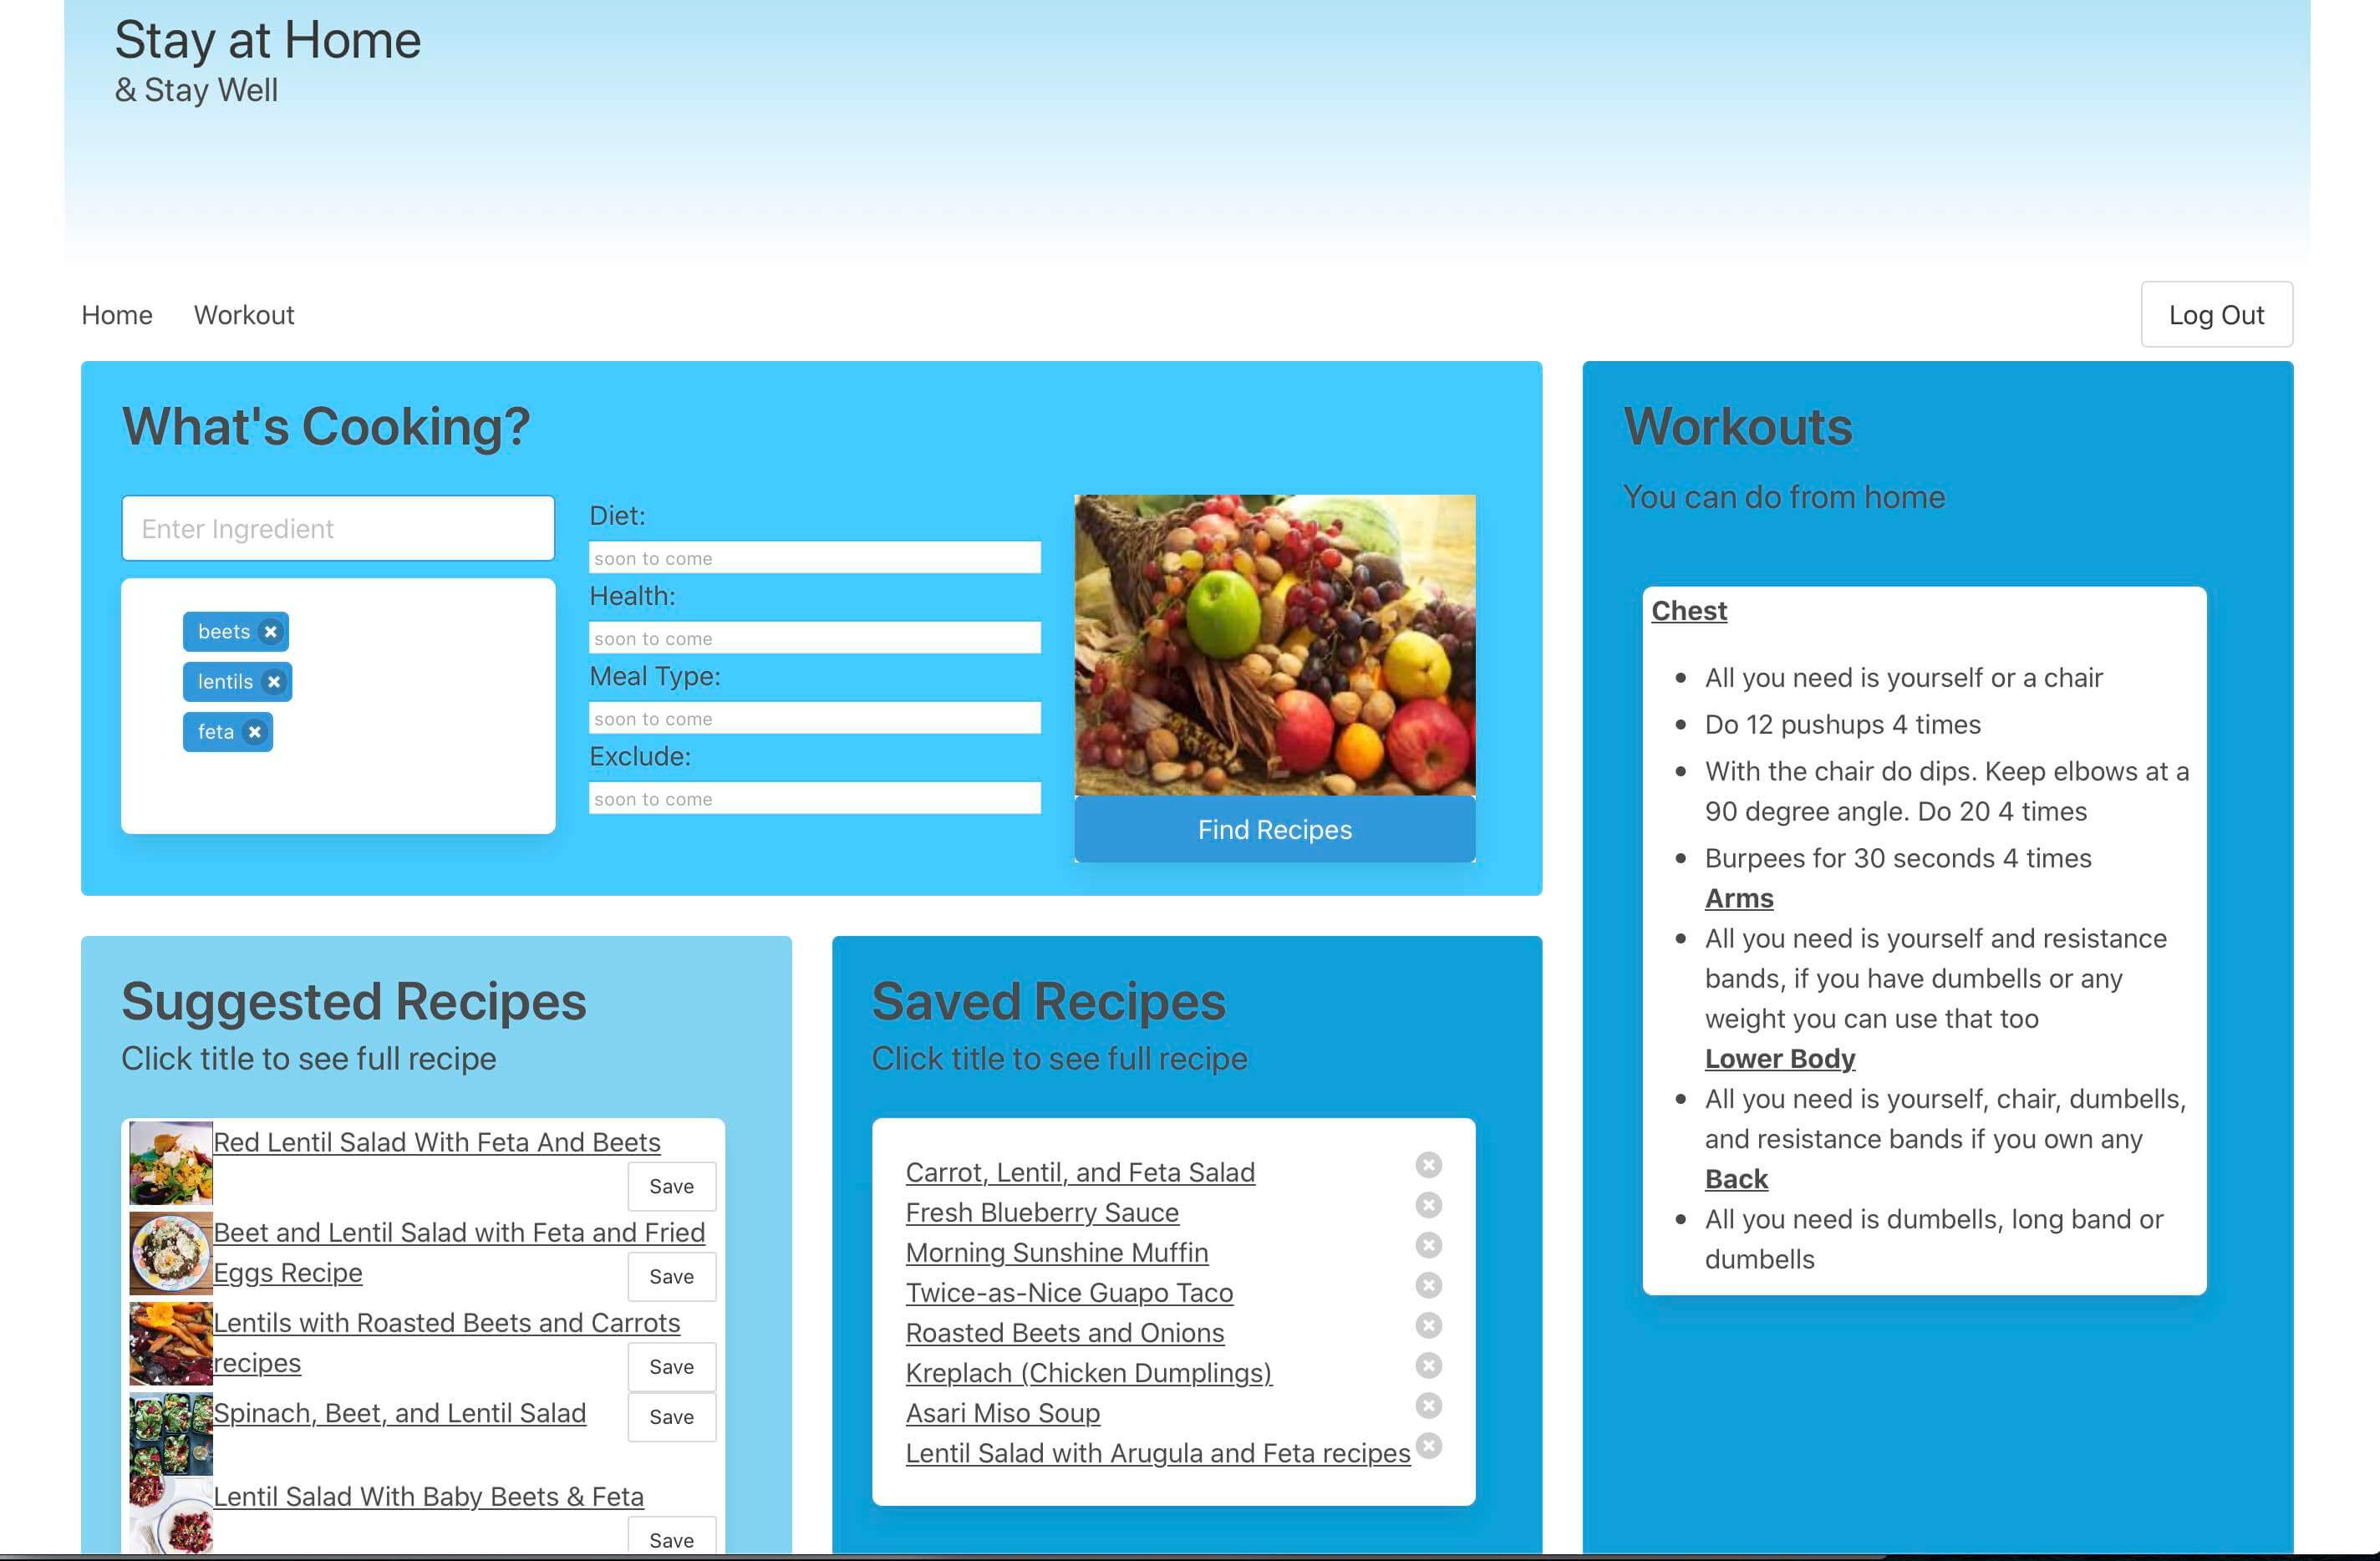 Stay at Home
& Stay Well
Home
Workout
Log Out
What's Cooking?
Enter Ingredient
beets
lentils
feta
Diet:
soon to come
Health:
soon to come
Meal Type:
soon to come
Exclude:
soon to come
Find Recipes
Suggested Recipes
Click title to see full recipe
Red Lentil Salad With Feta And Beets
Save
Beet and Lentil Salad with Feta and Fried
Eggs Recipe
Save
Lentils with Roasted Beets and Carrots
recipes
Save
Spinach, Beet, and Lentil Salad
Save
Lentil Salad With Baby Beets & Feta
Save
Saved Recipes
Click title to see full recipe
Carrot, Lentil, and Feta Salad
Fresh Blueberry Sauce
Morning Sunshine Muffin
Twice-as-Nice Guapo Taco
Roasted Beets and Onions
Kreplach (Chicken Dumplings)
Asari Miso Soup
Lentil Salad with Arugula and Feta recipes
Workouts
You can do from home
Chest
All you need is yourself or a chair
Do 12 pushups 4 times
With the chair do dips. Keep elbows at a
90 degree angle. Do 20 4 times
Burpees for 30 seconds 4 times
Arms
All you need is yourself and resistance
bands, if you have dumbells or any
weight you can use that too
Lower Body
All you need is yourself, chair, dumbells,
and resistance bands if you own any
Back
All you need is dumbells, long band or
dumbells